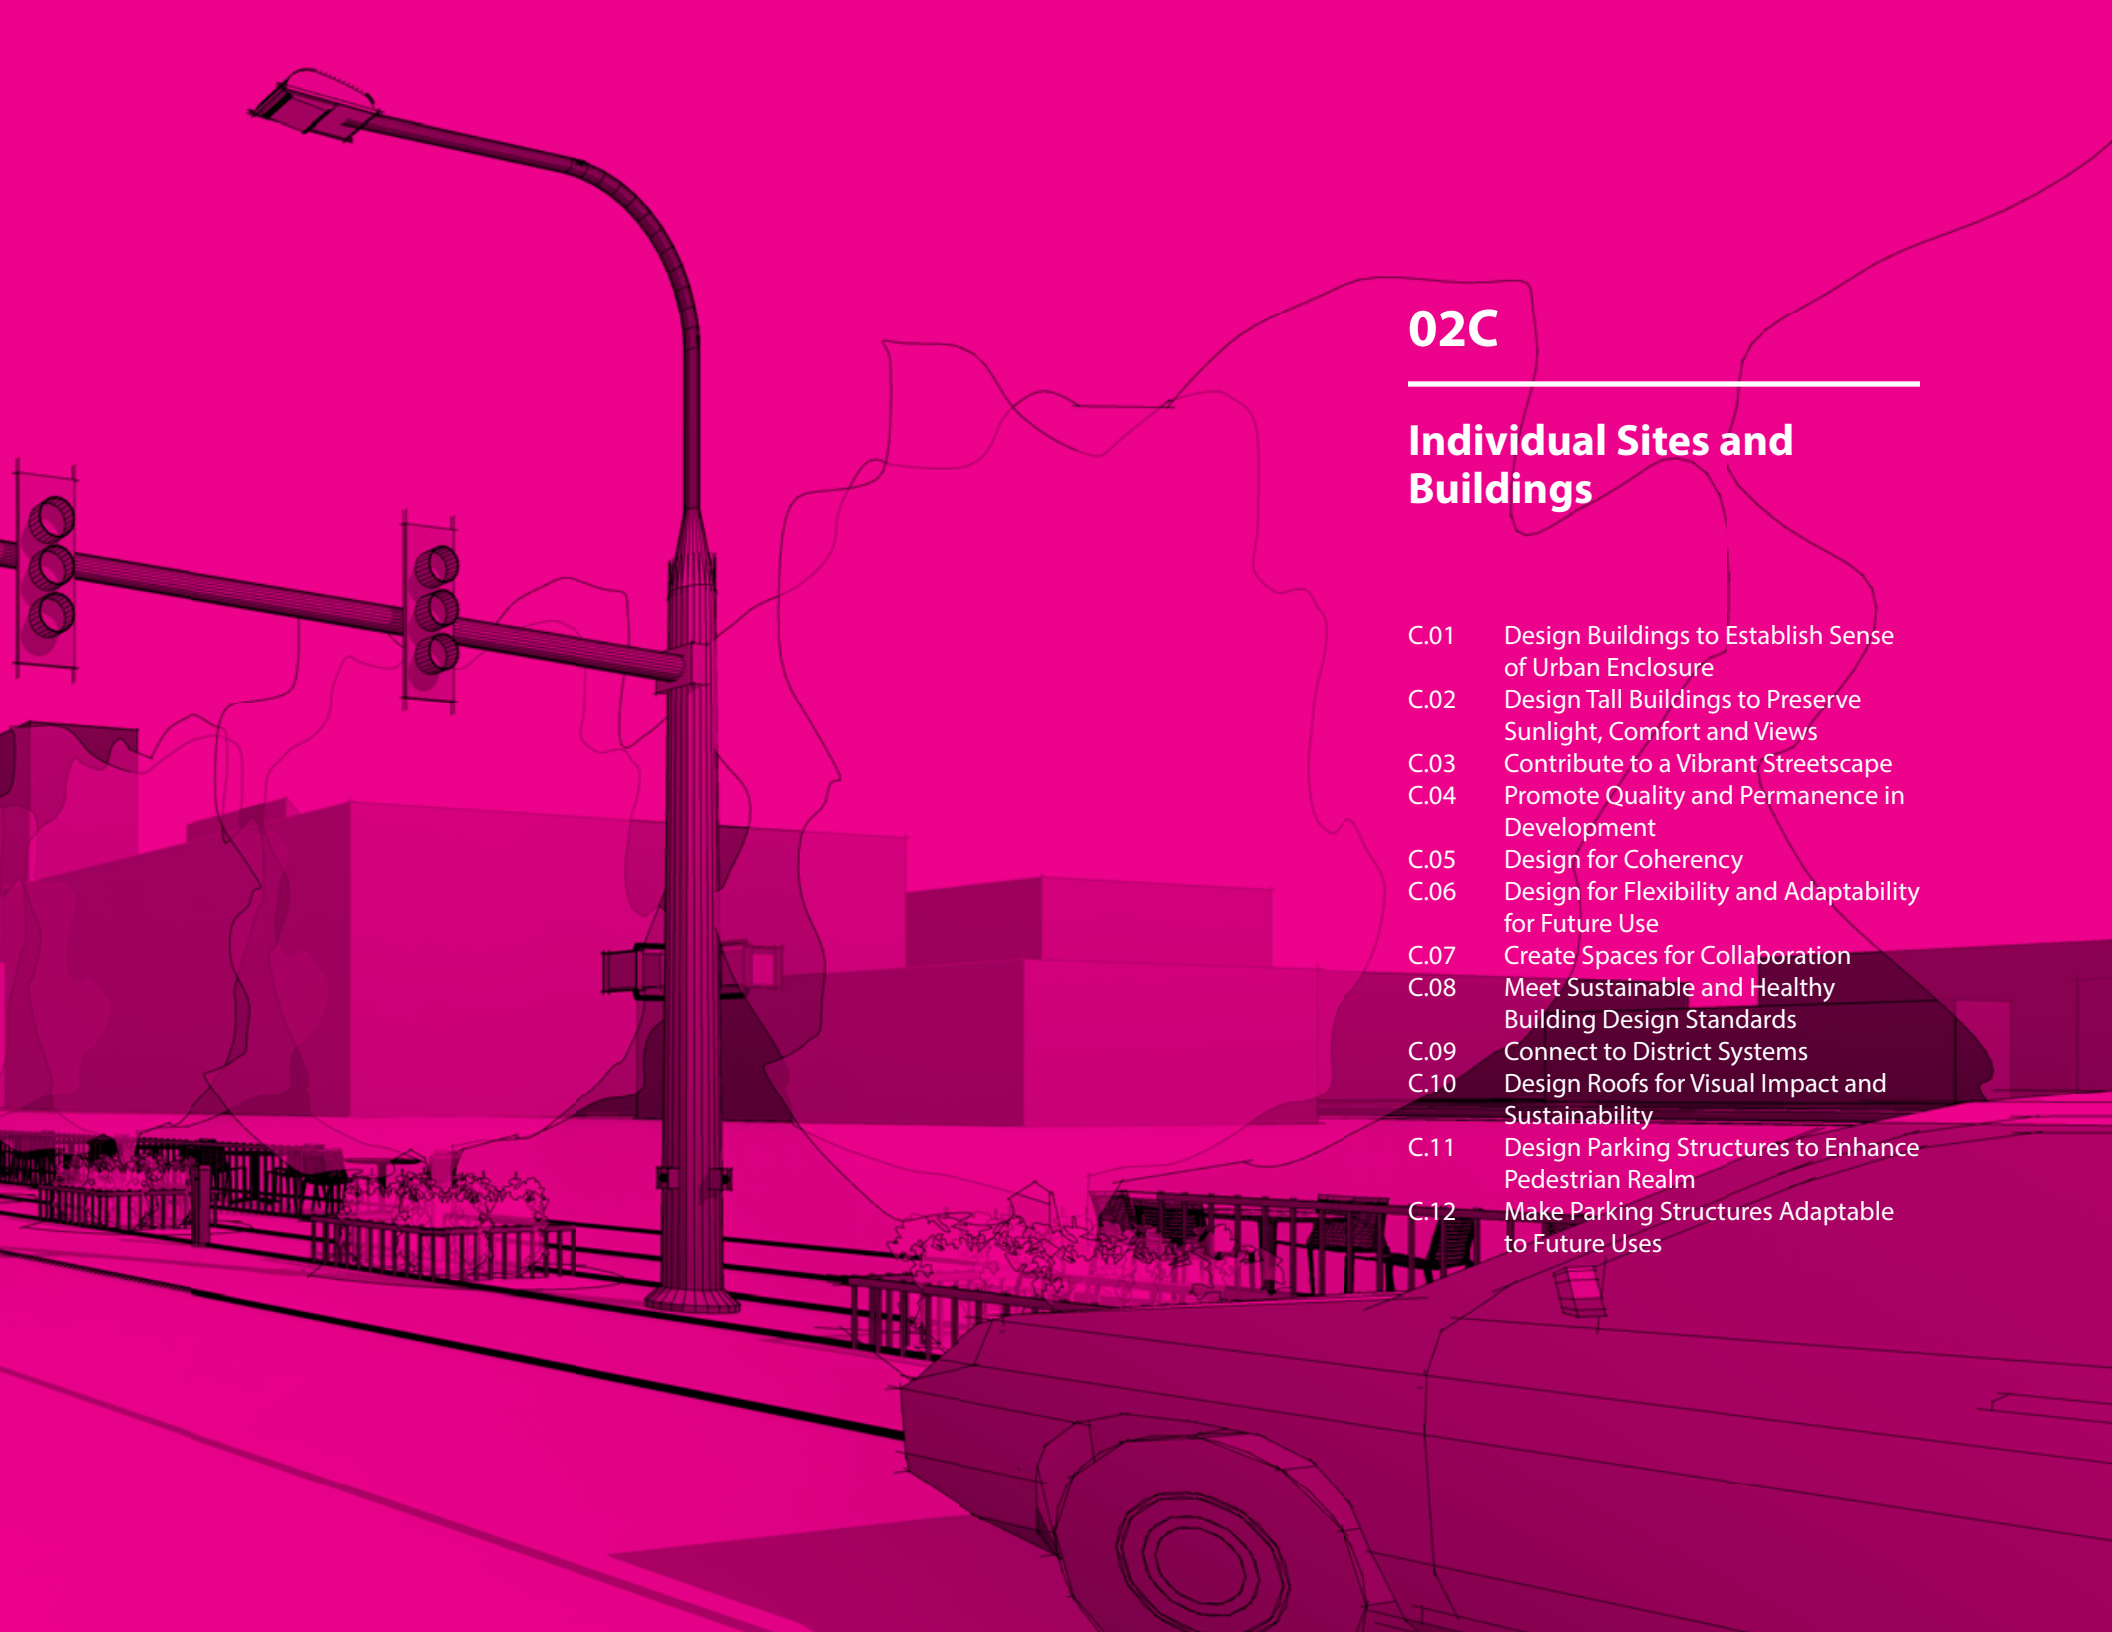 02C
Individual Sites and
Buildings
C.01 Design Buildings to Establish Sense
of Urban Enclosure
C.02 Design Tall Buildings to Preserve
Sunlight, Comfort and Views
C.03 Contribute to a Vibrant Streetscape
C.04 Promote Quality and Permanence in
Development
C.05 Design for Coherency
C.06 Design for Flexibility and Adaptability
for Future Use
C.07 Create Spaces for Collaboration
C.08 Meet Sustainable and Healthy
Building Design Standards
C.09 Connect to District Systems
C.10 Design Roofs for Visual Impact and
Sustainability
C.11 Design Parking Structures to Enhance
Pedestrian Realm
C.12 Make Parking Structures Adaptable
to Future Uses